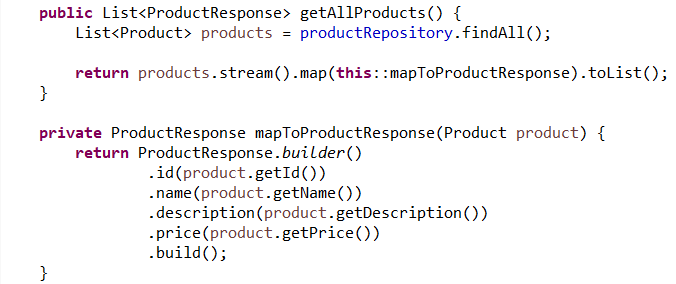 public List<ProductResponse> getAllProducts() {
    List<Product> products = productRepository.findAll();

    return products.stream().map(this::mapToProductResponse).toList();
}

private ProductResponse mapToProductResponse(Product product) {
    return ProductResponse.builder()
            .id(product.getId())
            .name(product.getName())
            .description(product.getDescription())
            .price(product.getPrice())
            .build();
}